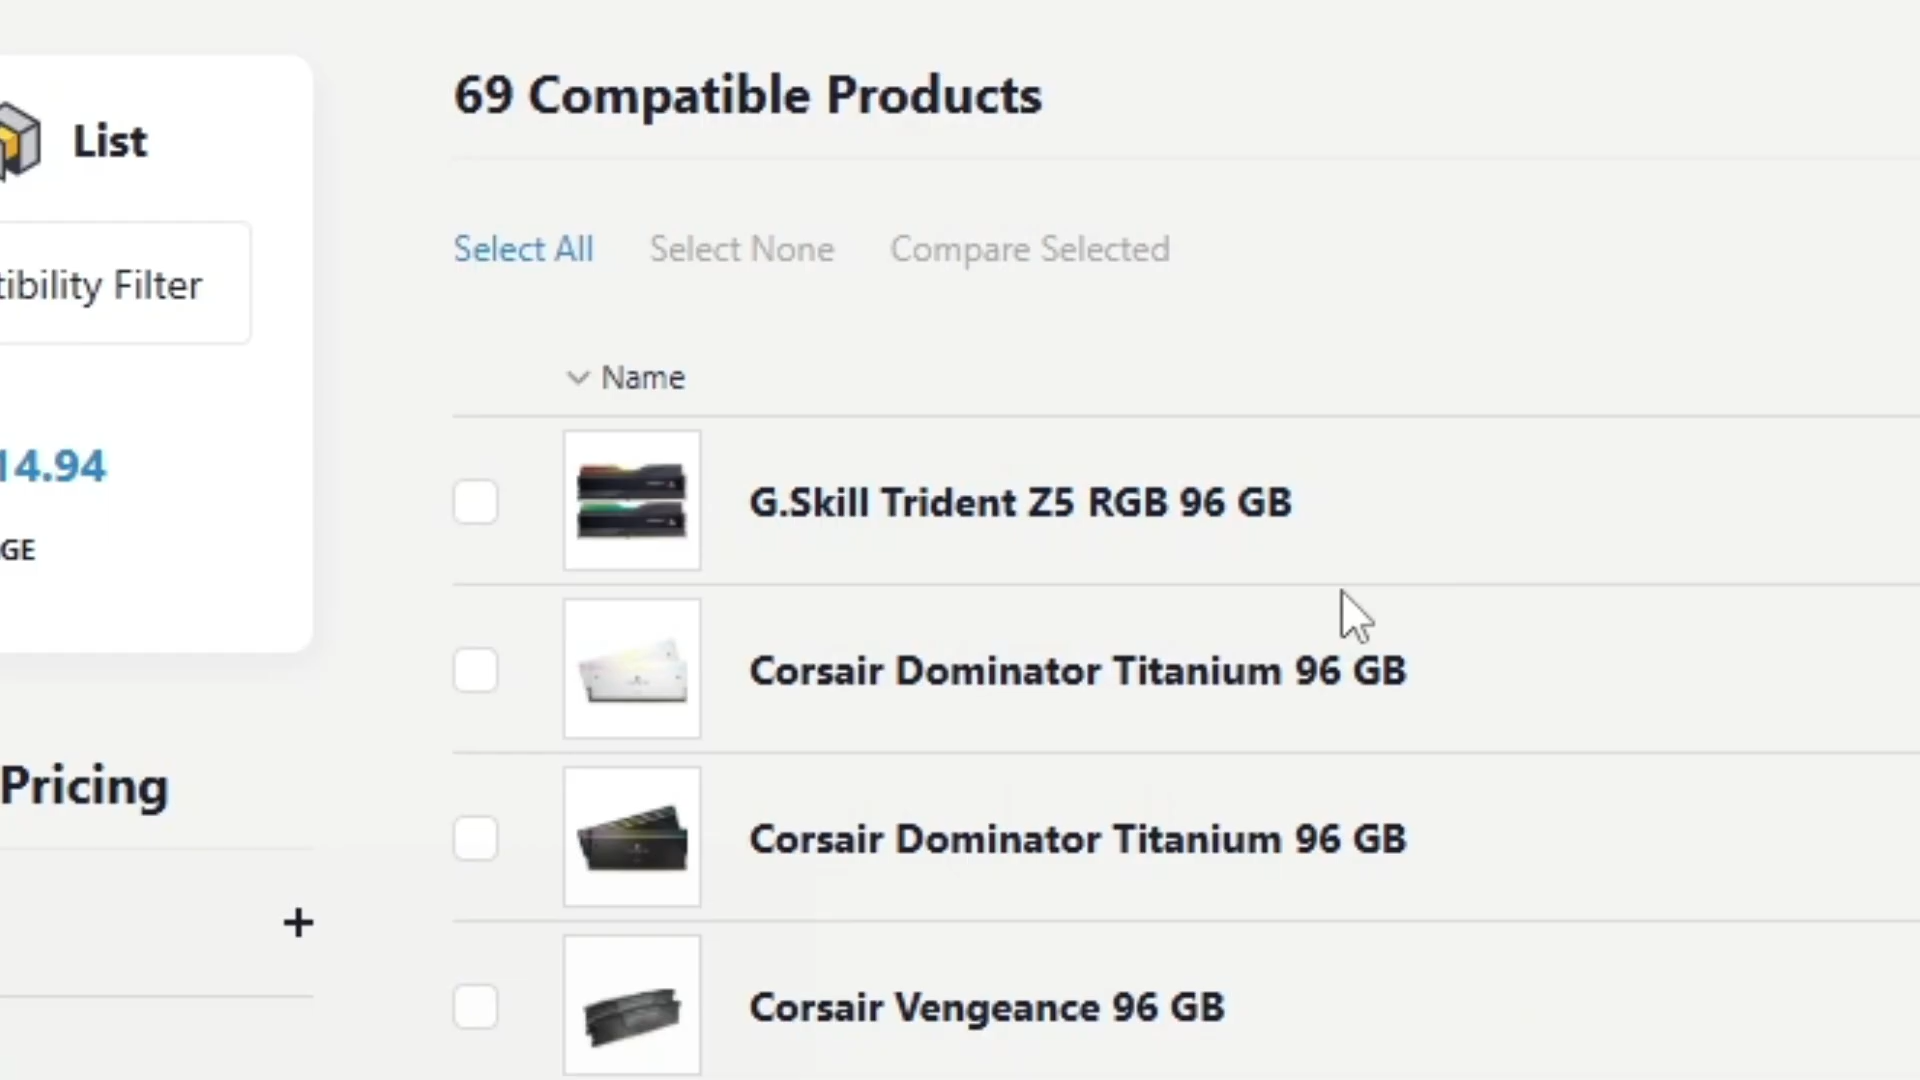 List
tibility Filter
14.94
GE
Pricing
+
69 Compatible Products
Select All Select None Compare Selected
Name
G.Skill Trident Z5 RGB 96 GB
Corsair Dominator Titanium 96 GB
Corsair Dominator Titanium 96 GB
Corsair Vengeance 96 GB